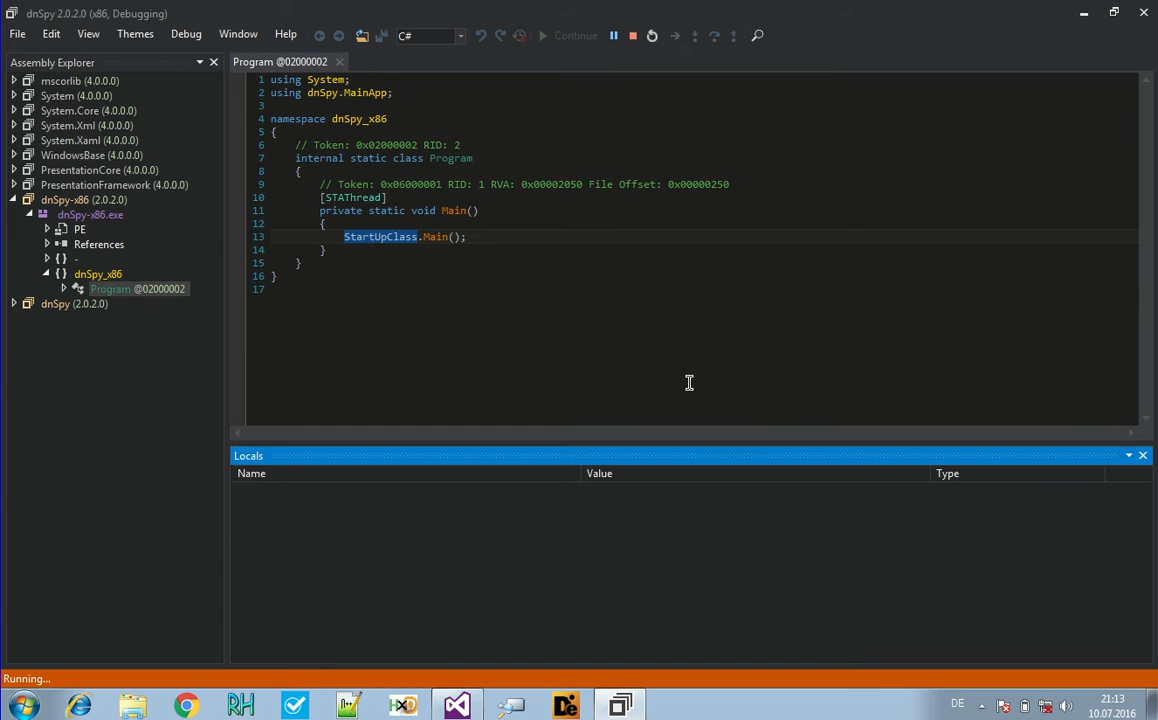 dnSpy 2.0.2.0 (x86, Debugging)
File Edit View Themes Debug Window Help C# Continue
Assembly Explorer
mscorlib (4.0.0.0)
System (4.0.0.0)
System.Core (4.0.0.0)
System.Xml (4.0.0.0)
System.Xaml (4.0.0.0)
WindowsBase (4.0.0.0)
PresentationCore (4.0.0.0)
PresentationFramework (4.0.0.0)
dnSpy-x86 (2.0.2.0)
dnSpy-x86.exe
PE
References
{ } -
{ } dnSpy_x86
Program @02000002
dnSpy (2.0.2.0)
Program @02000002
1 using System;
2 using dnSpy.MainApp;
3
4 namespace dnSpy_x86
5 {
6 // Token: 0x02000002 RID: 2
7 internal static class Program
8 {
9 // Token: 0x06000001 RID: 1 RVA: 0x00002050 File Offset: 0x00000250
10 [STAThread]
11 private static void Main()
12 {
13 StartUpClass.Main();
14 }
15 }
16 }
17
Locals
Name Value Type
Running...
RH
HXD
De
DE
21:13
10.07.2016